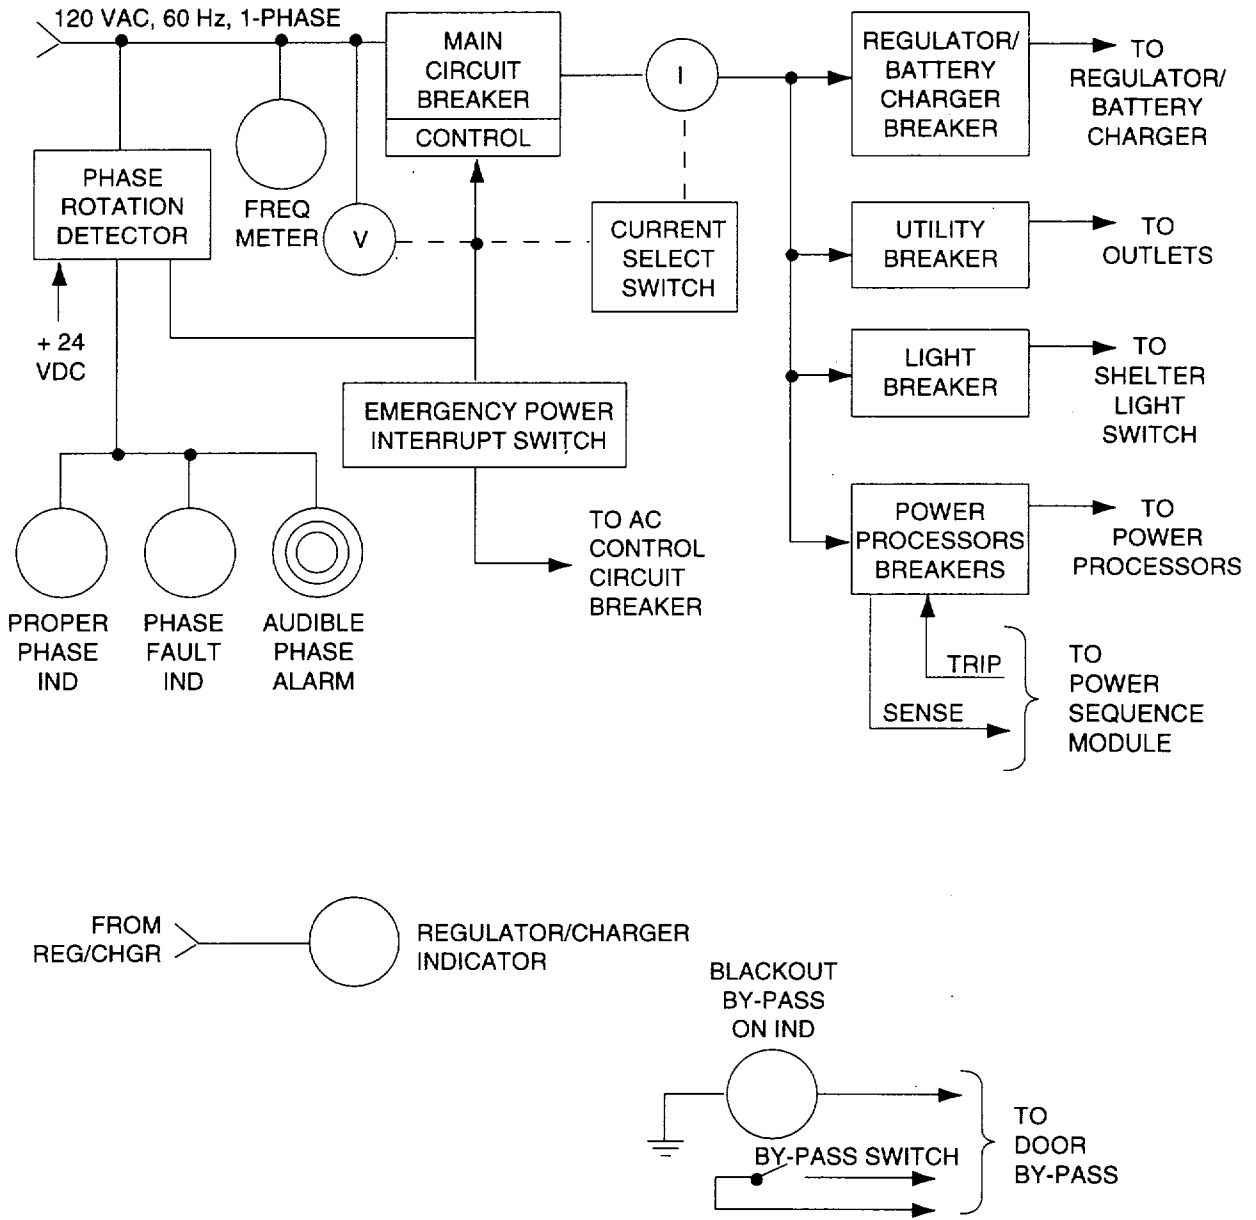 120 VAC, 60 Hz, 1-PHASE
MAIN
CIRCUIT
BREAKER
CONTROL
I
REGULATOR/
BATTERY
CHARGER
BREAKER
TO
REGULATOR/
BATTERY
CHARGER
PHASE
ROTATION
DETECTOR
FREQ
METER
V
CURRENT
SELECT
SWITCH
UTILITY
BREAKER
TO
OUTLETS
+ 24
VDC
LIGHT
BREAKER
TO
SHELTER
LIGHT
SWITCH
EMERGENCY POWER
INTERRUPT SWITCH
TO AC
CONTROL
CIRCUIT
BREAKER
POWER
PROCESSORS
BREAKERS
TO
POWER
PROCESSORS
PROPER
PHASE
IND
PHASE
FAULT
IND
AUDIBLE
PHASE
ALARM
TRIP
SENSE
TO
POWER
SEQUENCE
MODULE
FROM
REG/CHGR
REGULATOR/CHARGER
INDICATOR
BLACKOUT
BY-PASS
ON IND
BY-PASS SWITCH
TO
DOOR
BY-PASS